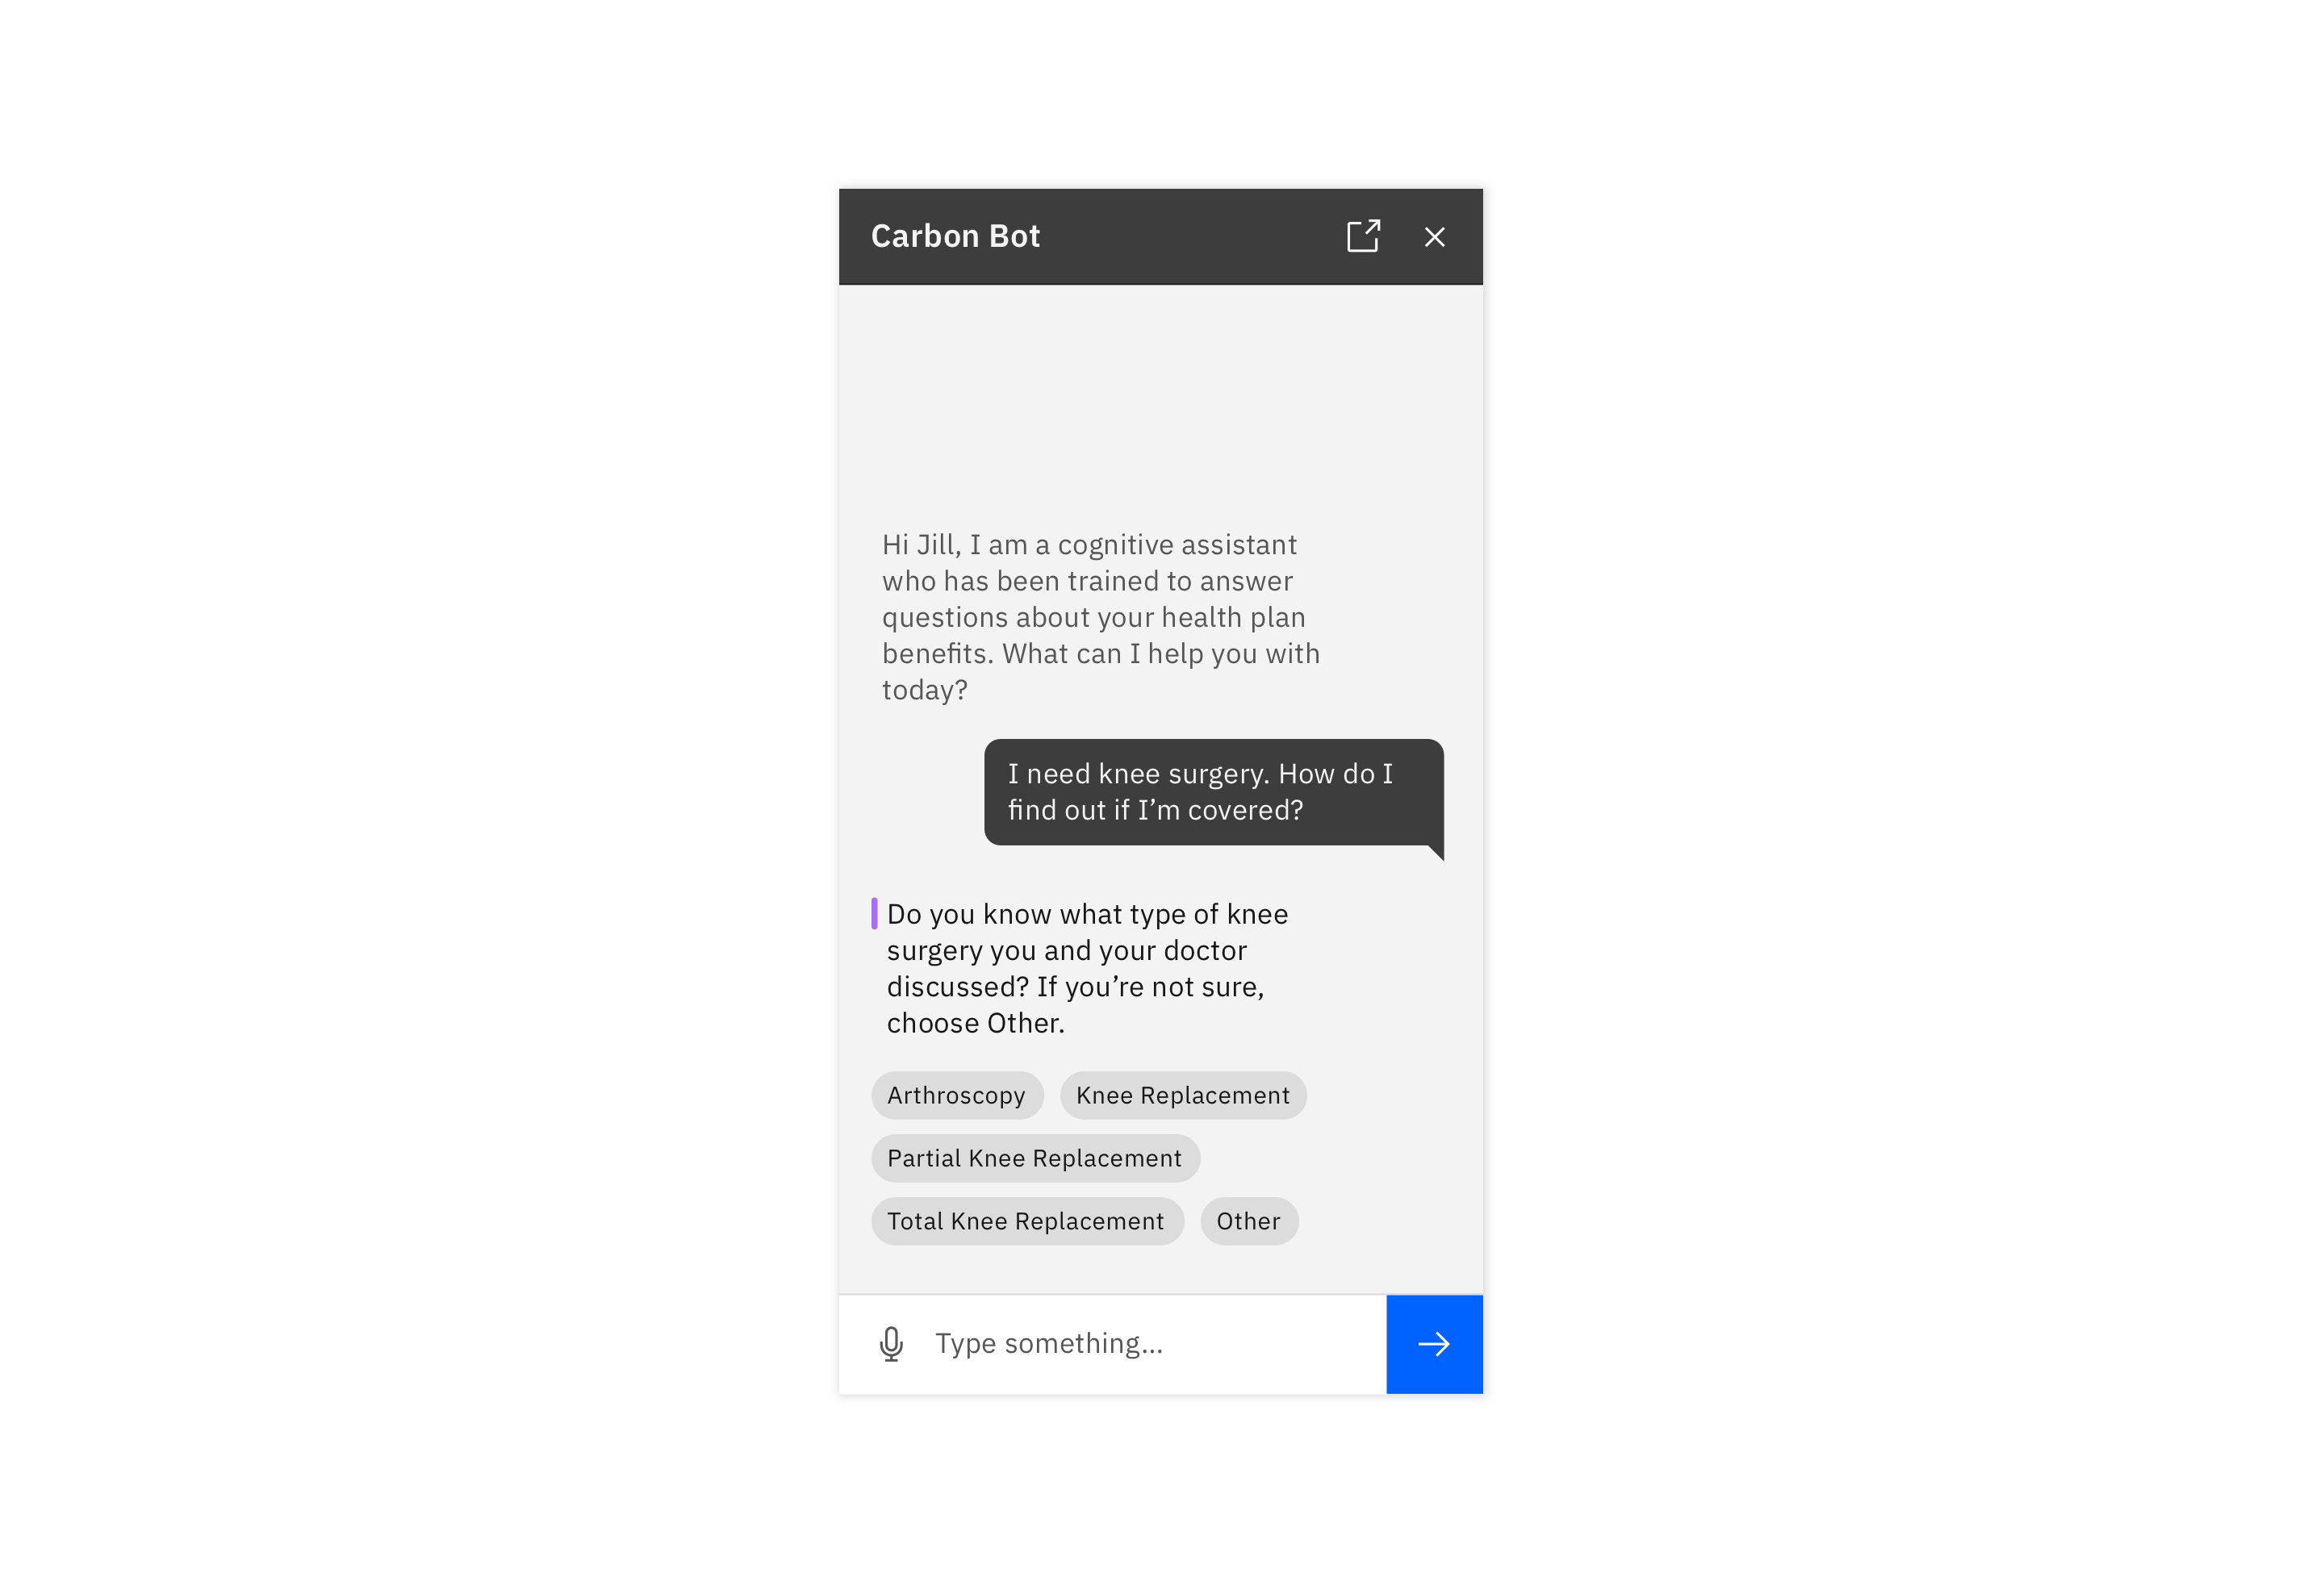 Carbon Bot
Hi Jill, I am a cognitive assistant
who has been trained to answer
questions about your health plan
benefits. What can I help you with
today?
I need knee surgery. How do I
find out if I’m covered?
Do you know what type of knee
surgery you and your doctor
discussed? If you’re not sure,
choose Other.
Arthroscopy Knee Replacement
Partial Knee Replacement
Total Knee Replacement Other
Type something...